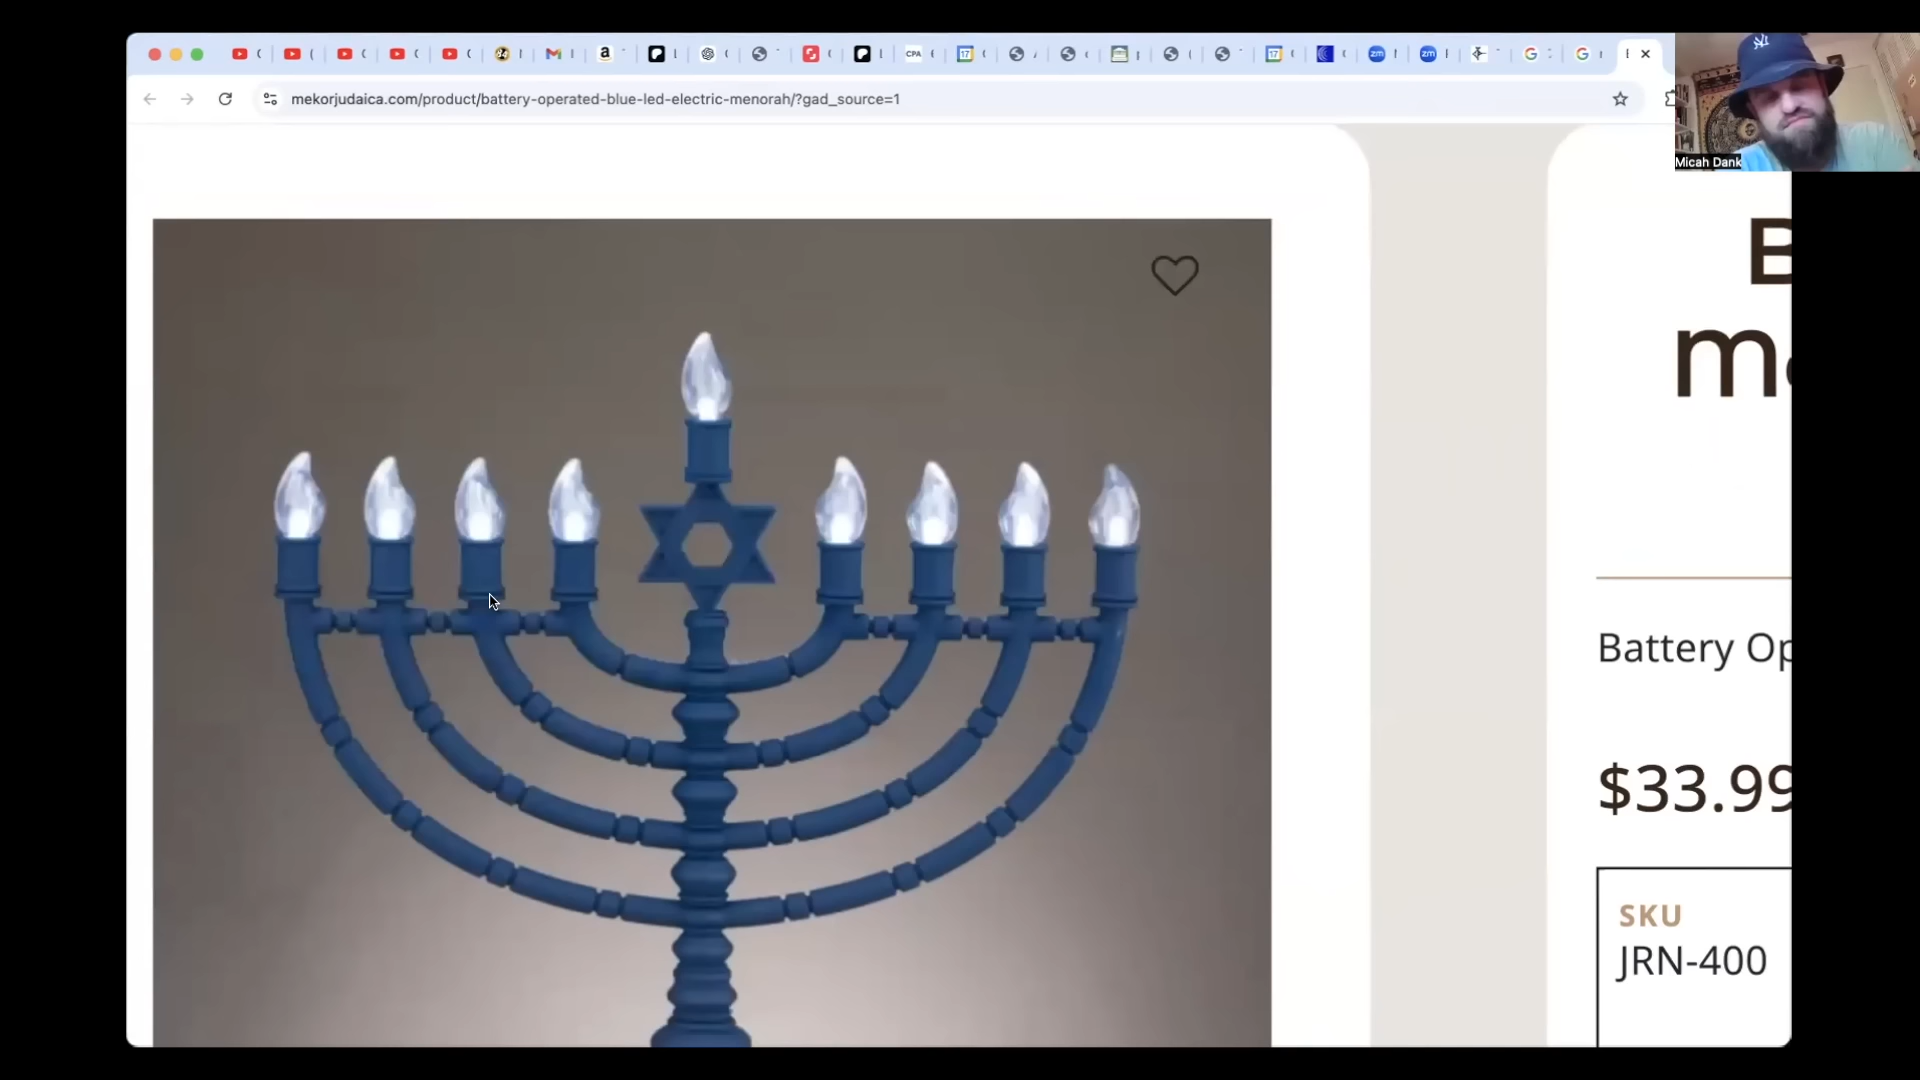 mekorjudaica.com/product/battery-operated-blue-led-electric-menorah/?gad_source=1
Micah Dank
B
m
Battery Op
$33.99
SKU
JRN-400